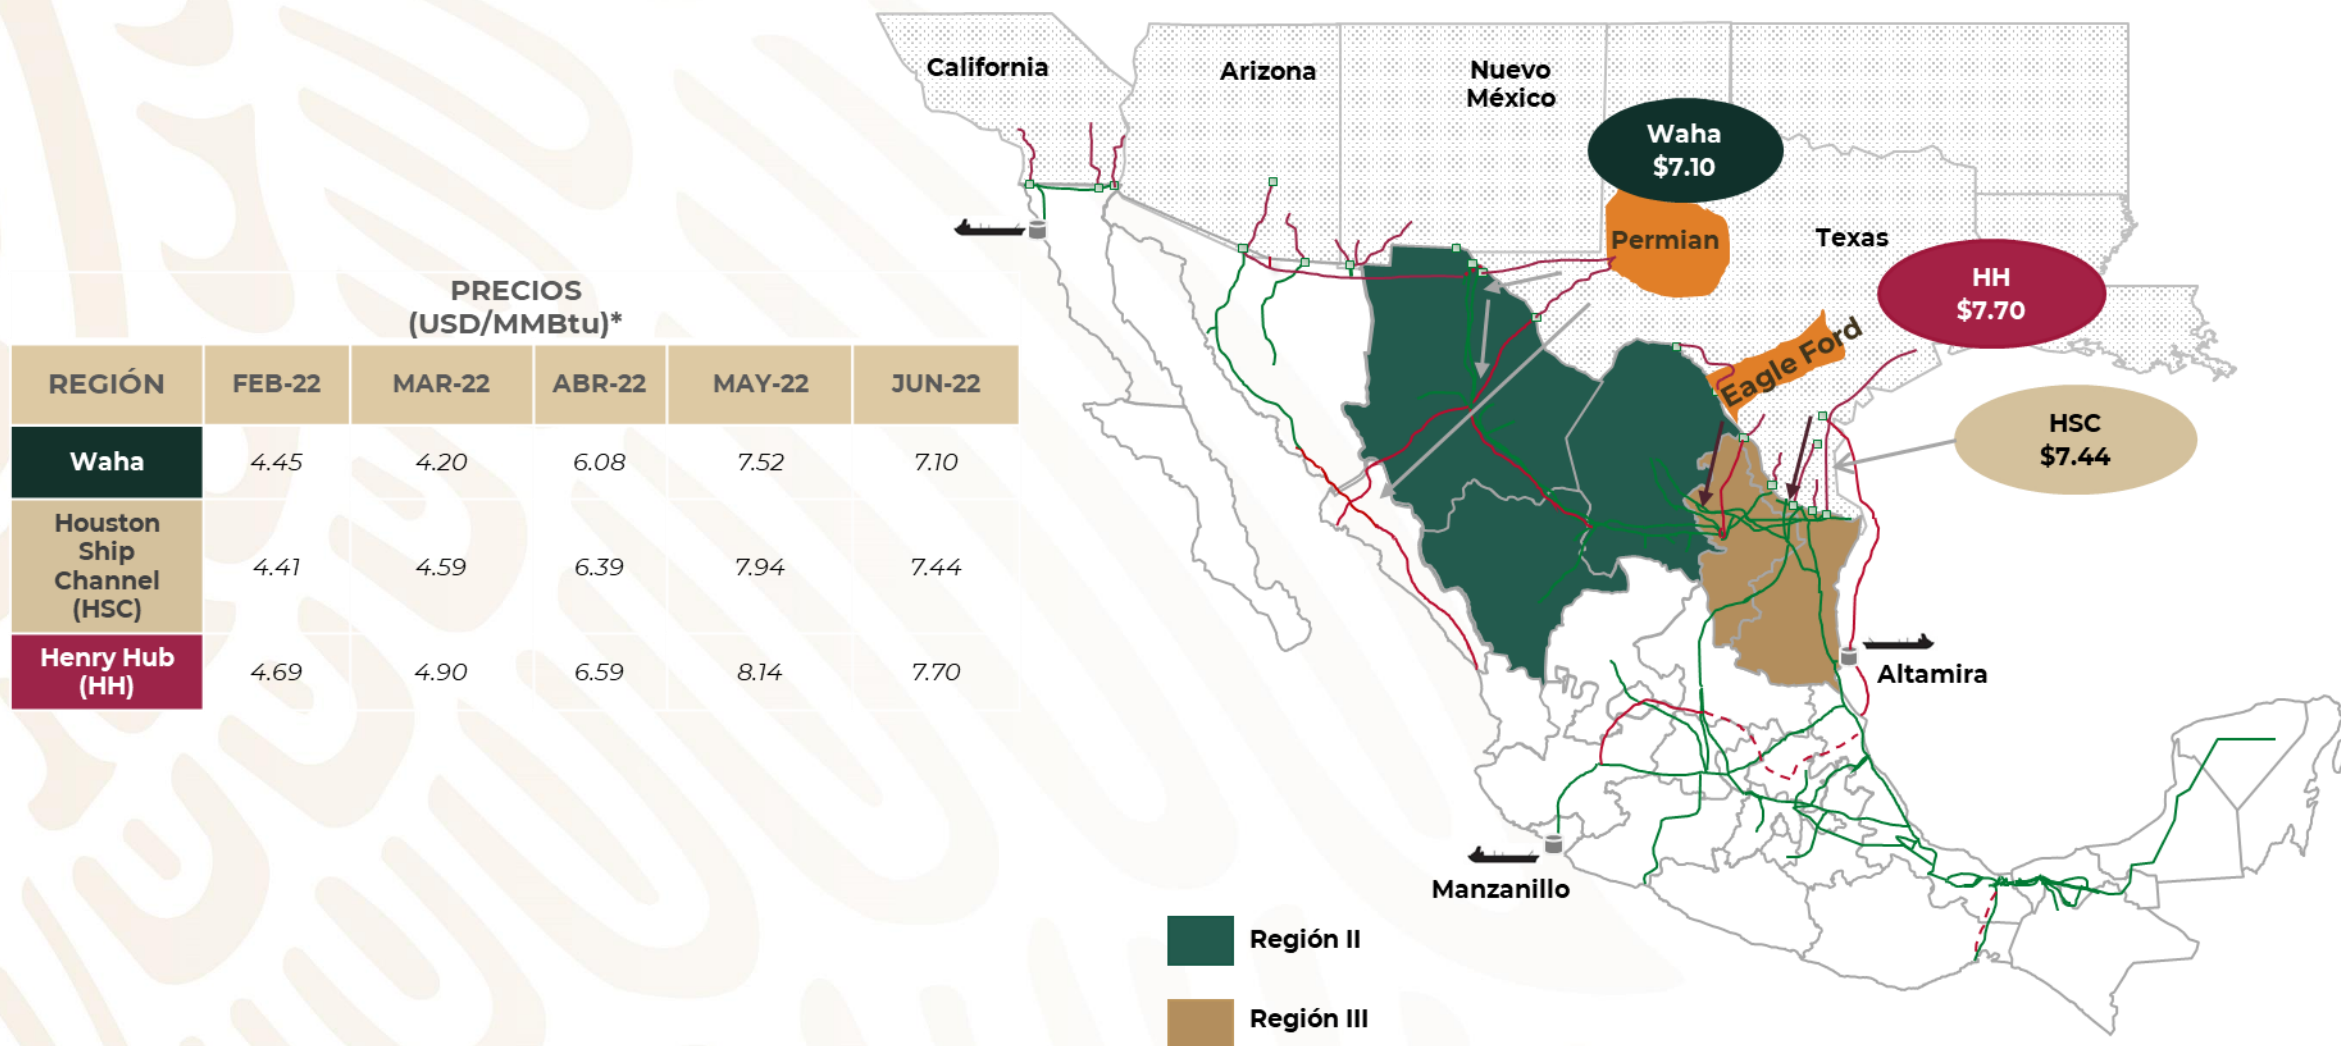 PRECIOS
(USD/MMBtu)*
REGIÓN FEB-22 MAR-22 ABR-22 MAY-22 JUN-22
Waha 4.45 4.20 6.08 7.52 7.10
Houston
Ship
Channel
(HSC) 4.41 4.59 6.39 7.94 7.44
Henry Hub
(HH) 4.69 4.90 6.59 8.14 7.70
California
Arizona
Nuevo
México
Waha
$7.10
Permian
Texas
HH
$7.70
Eagle Ford
HSC
$7.44
Altamira
Manzanillo
Región II
Región III